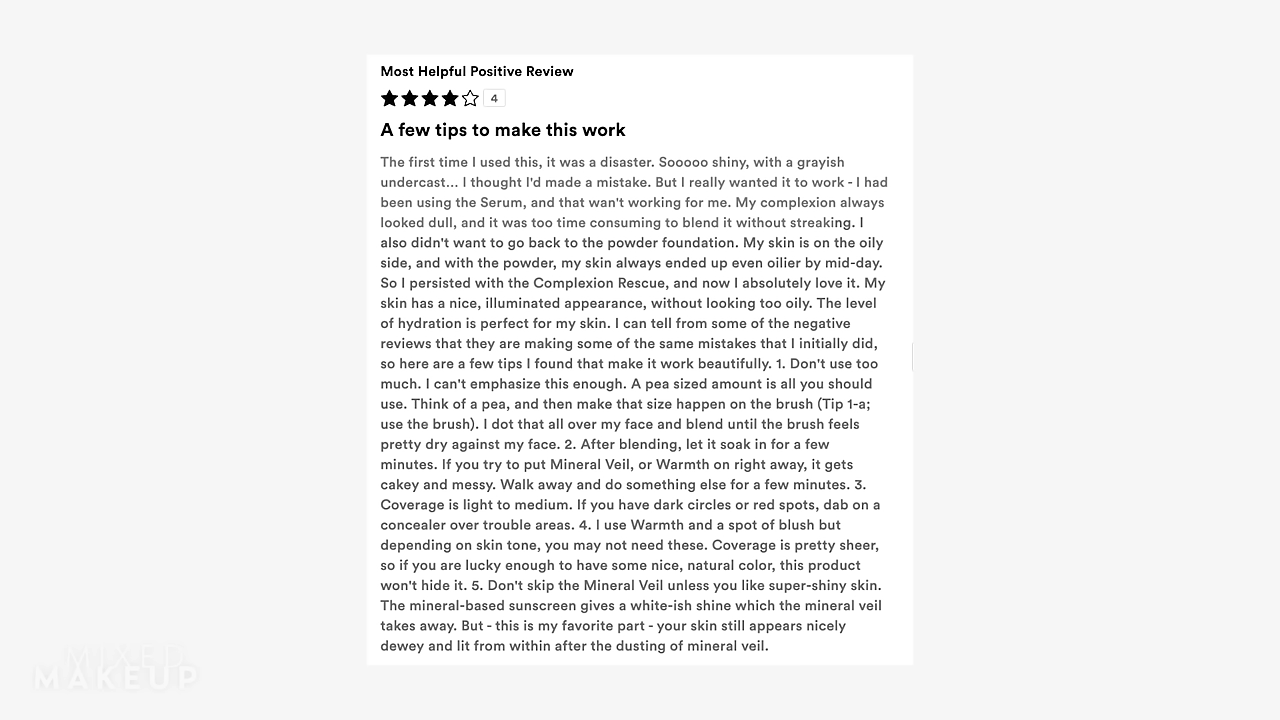 Most Helpful Positive Review
4
A few tips to make this work
The first time I used this, it was a disaster. Sooooo shiny, with a grayish
undercast... I thought I'd made a mistake. But I really wanted it to work - I had
been using the Serum, and that wan't working for me. My complexion always
looked dull, and it was too time consuming to blend it without streaking. I
also didn't want to go back to the powder foundation. My skin is on the oily
side, and with the powder, my skin always ended up even oilier by mid-day.
So I persisted with the Complexion Rescue, and now I absolutely love it. My
skin has a nice, illuminated appearance, without looking too oily. The level
of hydration is perfect for my skin. I can tell from some of the negative
reviews that they are making some of the same mistakes that I initially did,
so here are a few tips I found that make it work beautifully. 1. Don't use too
much. I can't emphasize this enough. A pea sized amount is all you should
use. Think of a pea, and then make that size happen on the brush (Tip 1-a;
use the brush). I dot that all over my face and blend until the brush feels
pretty dry against my face. 2. After blending, let it soak in for a few
minutes. If you try to put Mineral Veil, or Warmth on right away, it gets
cakey and messy. Walk away and do something else for a few minutes. 3.
Coverage is light to medium. If you have dark circles or red spots, dab on a
concealer over trouble areas. 4. I use Warmth and a spot of blush but
depending on skin tone, you may not need these. Coverage is pretty sheer,
so if you are lucky enough to have some nice, natural color, this product
won't hide it. 5. Don't skip the Mineral Veil unless you like super-shiny skin.
The mineral-based sunscreen gives a white-ish shine which the mineral veil
takes away. But - this is my favorite part - your skin still appears nicely
dewey and lit from within after the dusting of mineral veil.
MIXED
MAKEUP